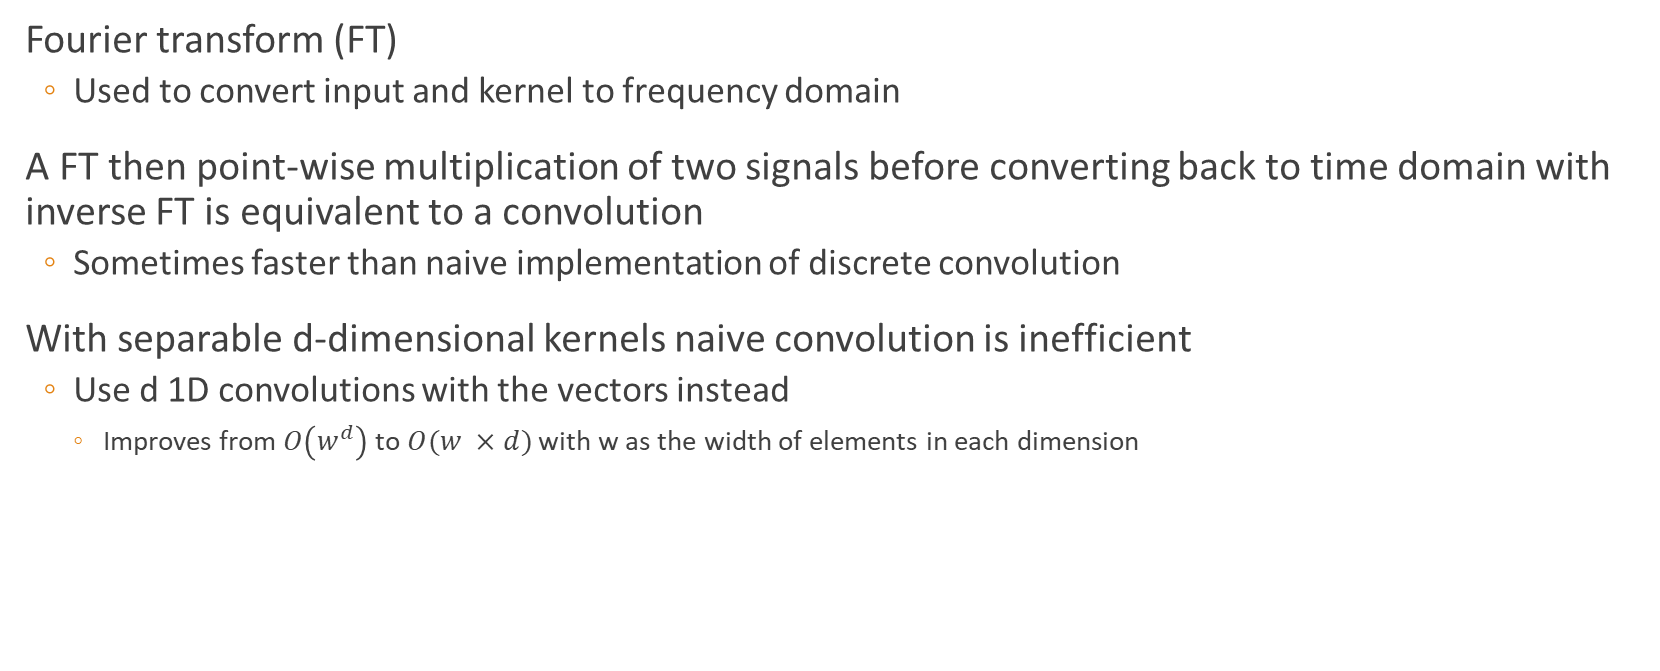 Fourier transform (FT)
◦ Used to convert input and kernel to frequency domain
A FT then point-wise multiplication of two signals before converting back to time domain with
inverse FT is equivalent to a convolution
◦ Sometimes faster than naive implementation of discrete convolution
With separable d-dimensional kernels naive convolution is inefficient
◦ Use d 1D convolutions with the vectors instead
◦ Improves from O(w^d) to O(w × d) with w as the width of elements in each dimension